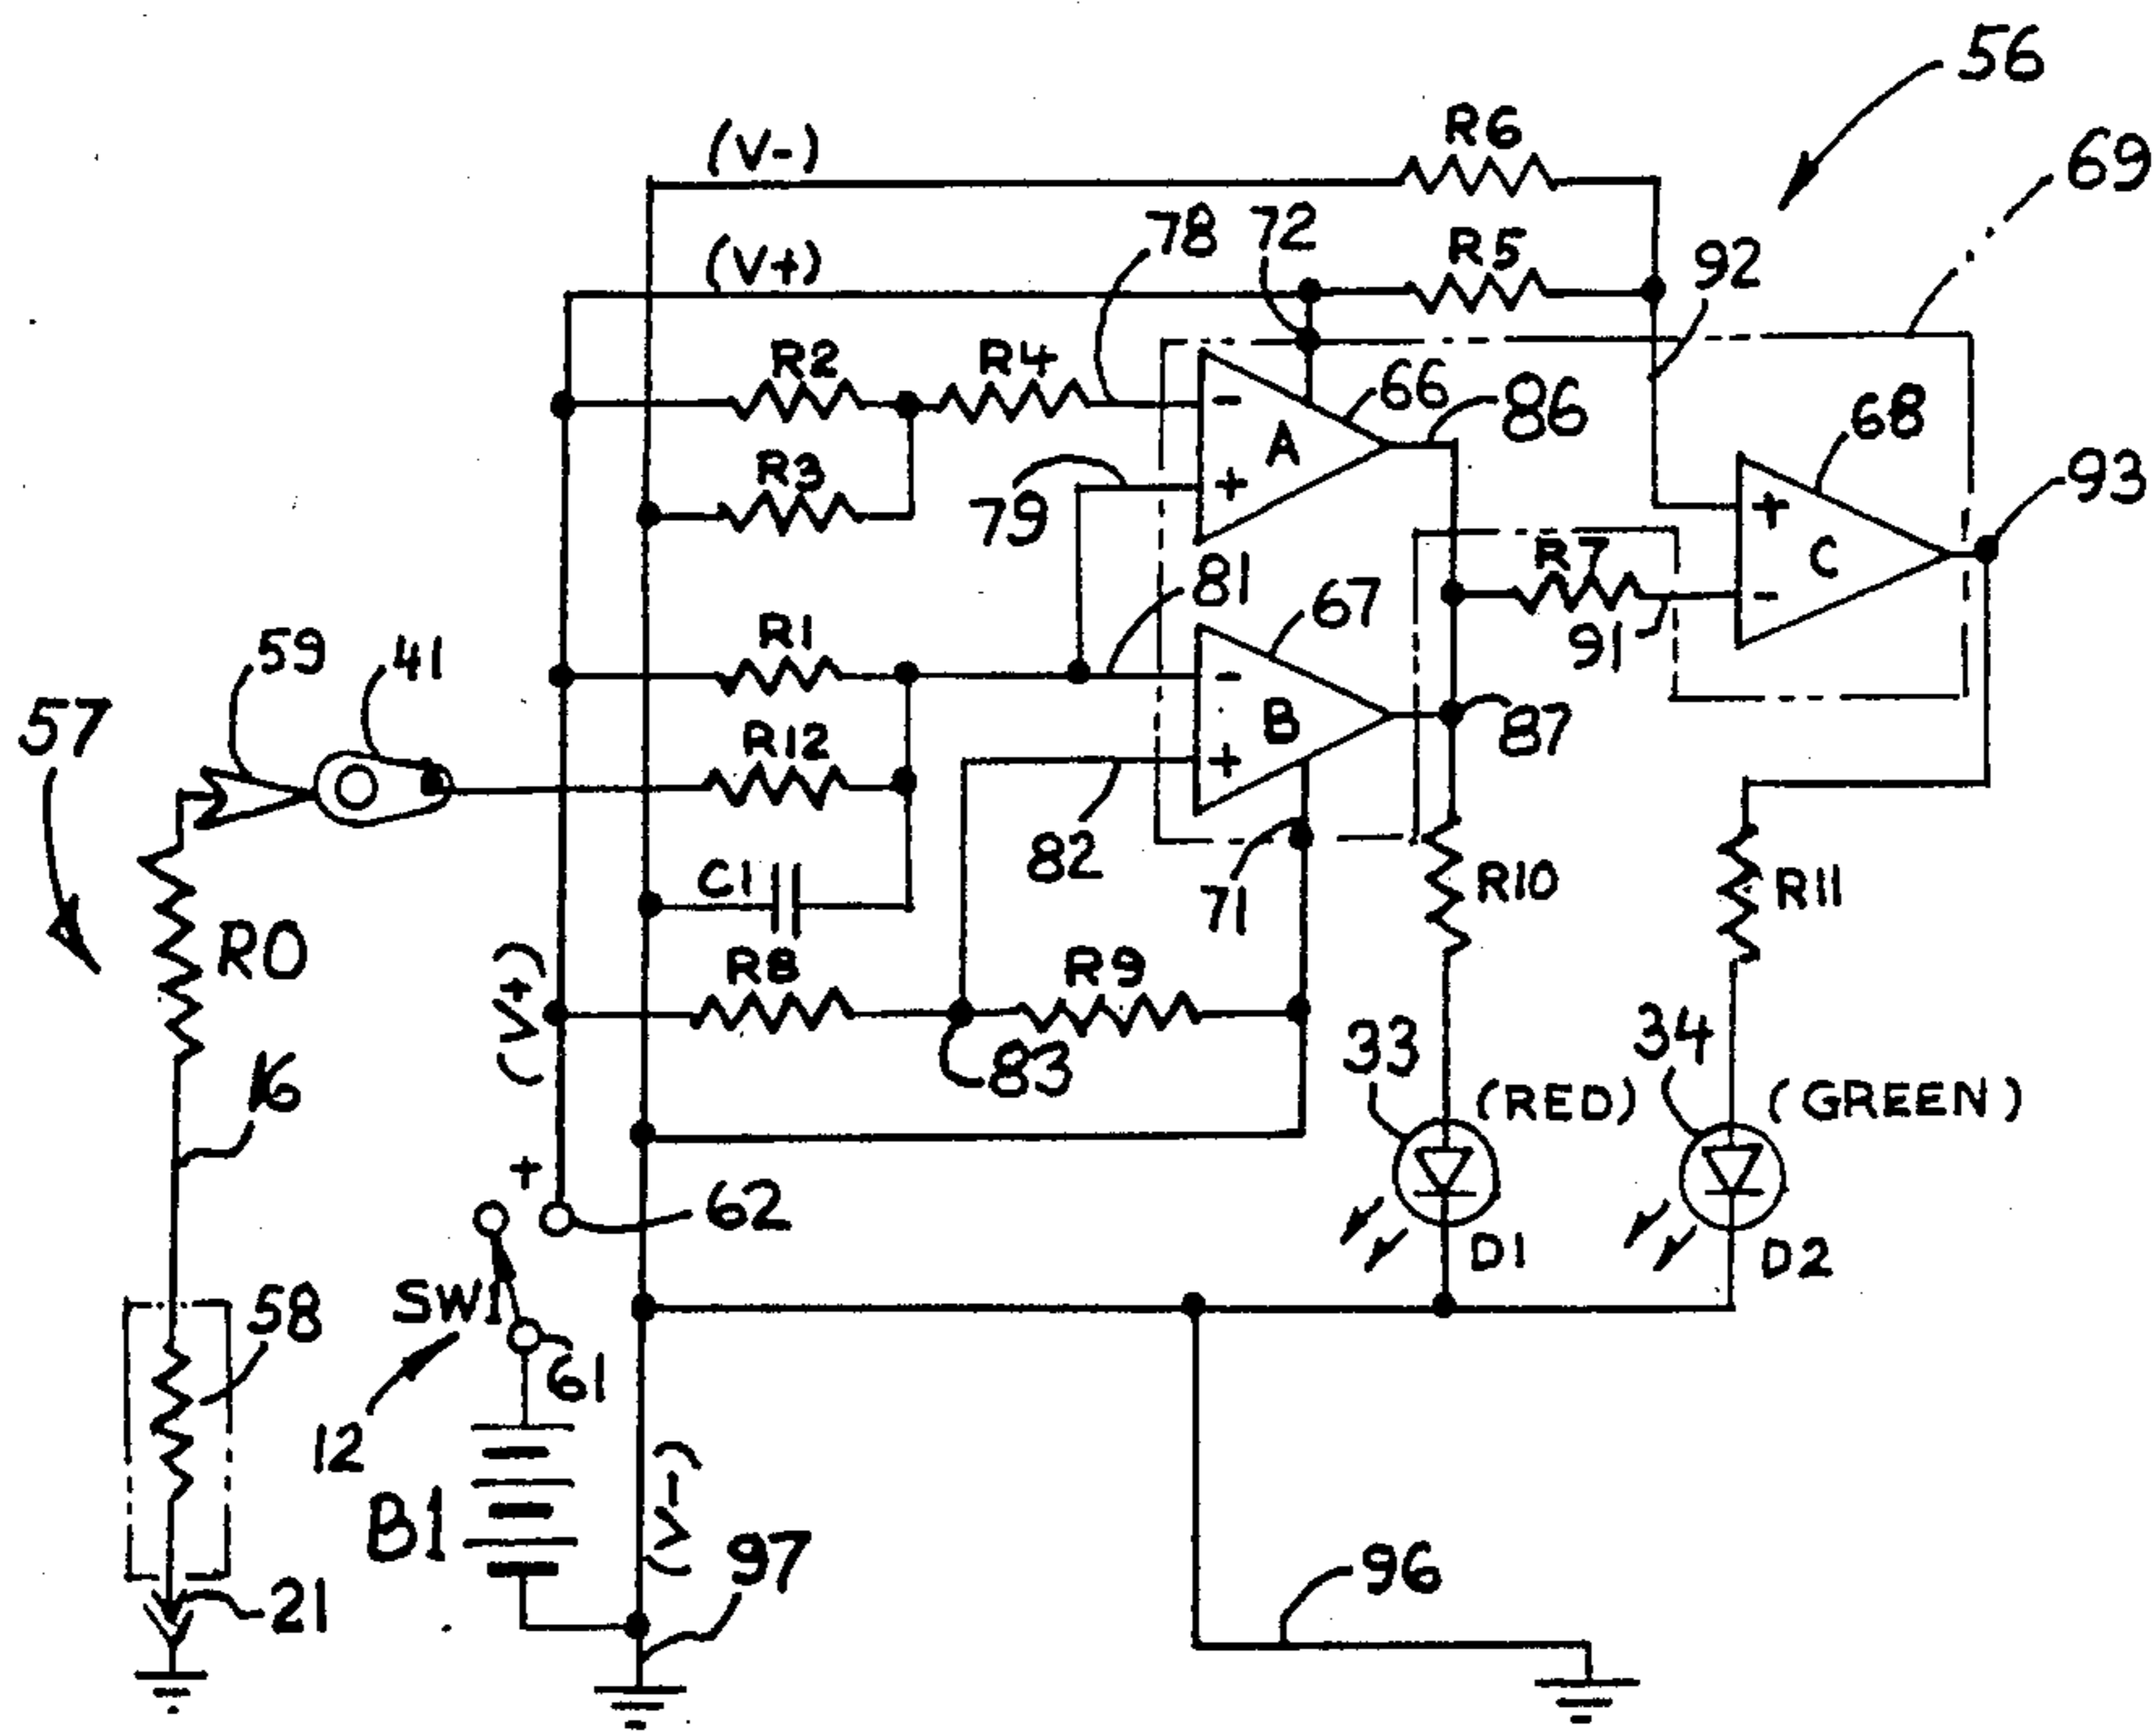 56
(V-)
R6
69
(V+)
78
72
R5
92
R2
R4
66
86
68
-
A
R3
79
+
93
+
C
R7
81
67
-
91
59
41
R1
-
57
R12
B
87
+
82
C1
71
R10
R11
R0
(V+)
R8
R9
83
33
34
16
(RED)
(GREEN)
+
62
D1
D2
SW1
58
61
12
B1
(V-)
97
96
21